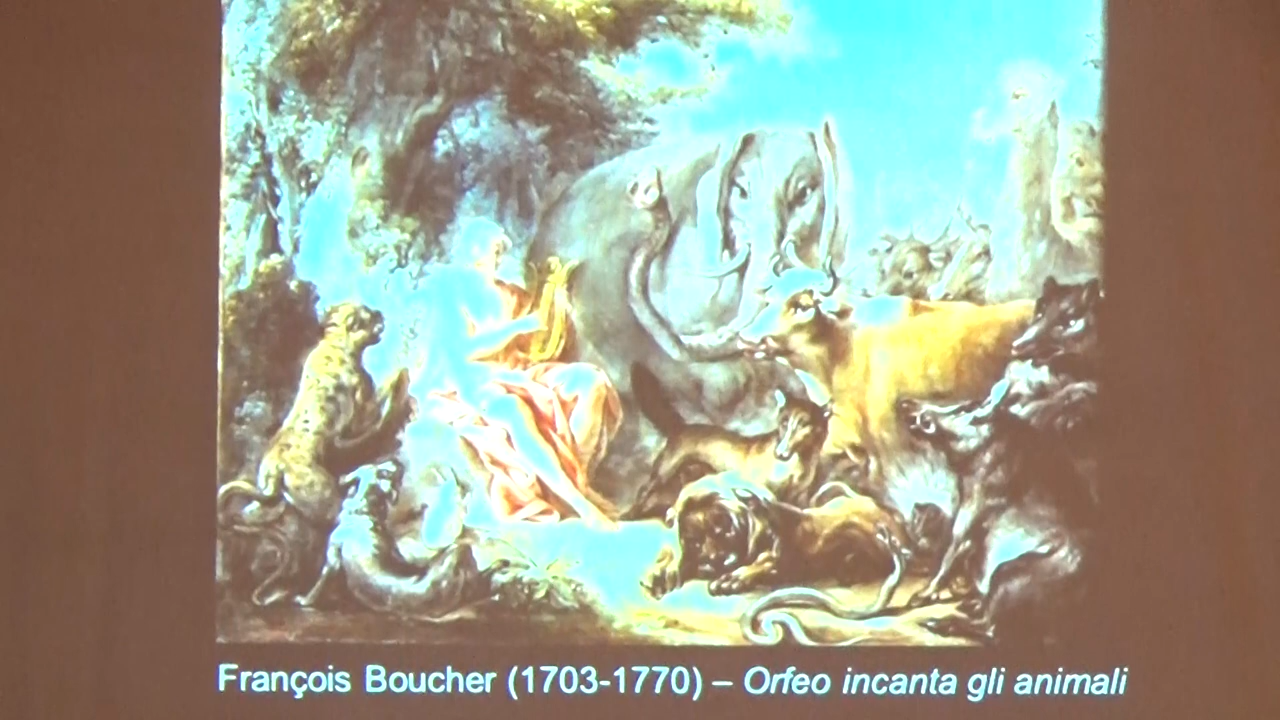 François Boucher (1703-1770) – Orfeo incanta gli animali